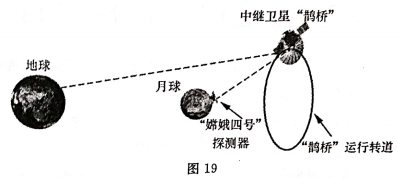 中继卫星“鹊桥”
地球
月球
“嫦娥四号”
探测器
“鹊桥”运行转道
图 19